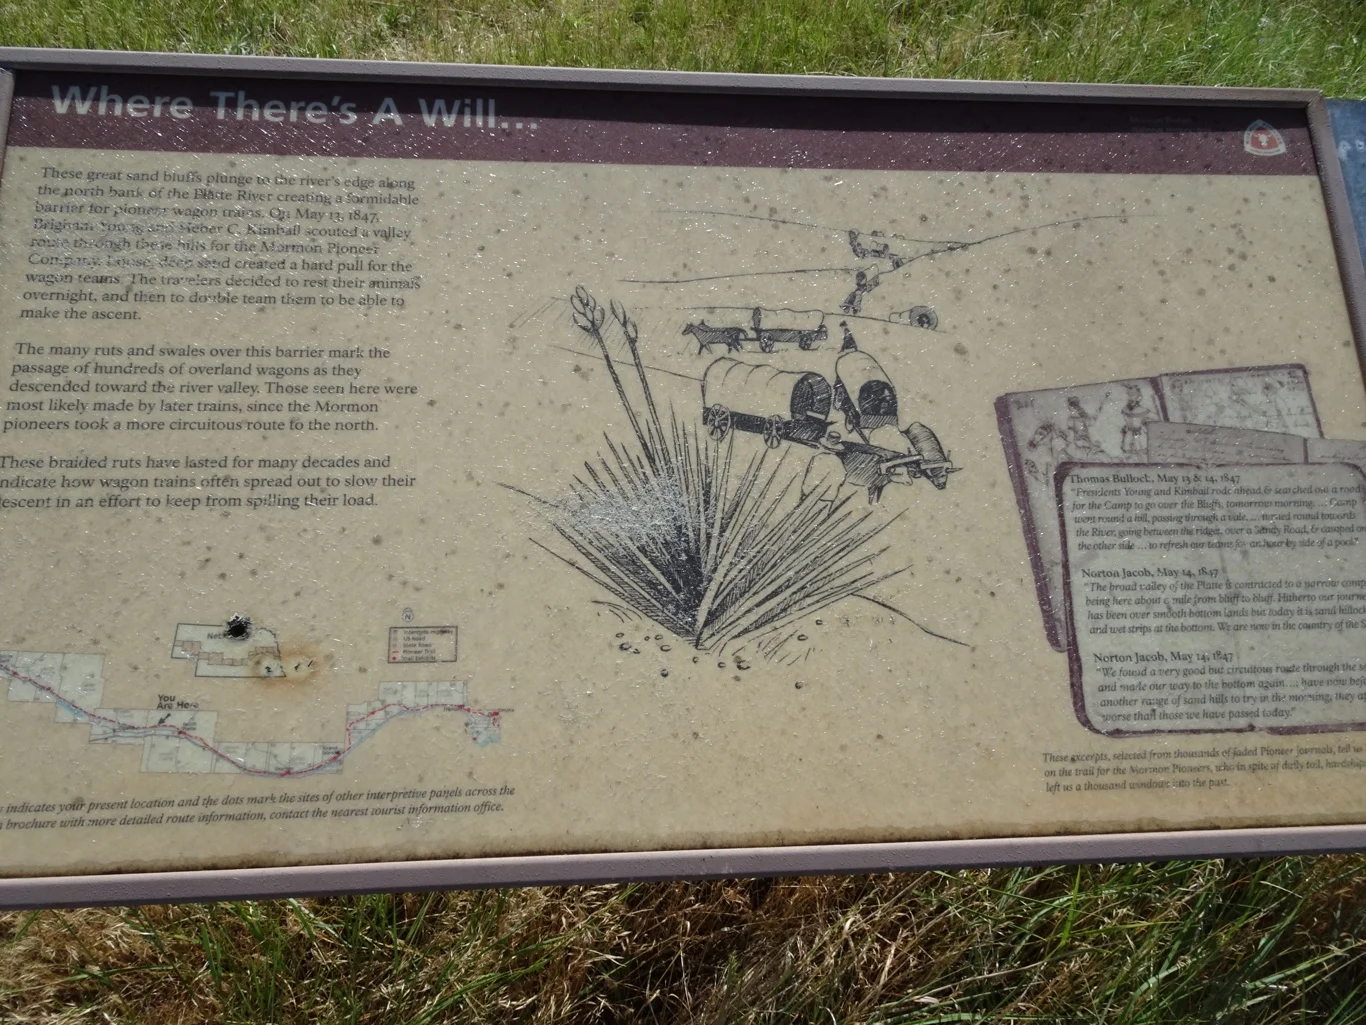 Where There's A Will...
These great sand bluffs plunge to the river's edge along
the north bank of the Platte River creating a formidable
barrier for pioneer wagon trains. On May 13, 1847,
Brigham Young and Heber C. Kimball scouted a valley
route through these hills for the Mormon Pioneer
Company. Loose, deep sand created a hard pull for the
wagon teams. The travelers decided to rest their animals
overnight, and then to double team them to be able to
make the ascent.
The many ruts and swales over this barrier mark the
passage of hundreds of overland wagons as they
descended toward the river valley. Those seen here were
most likely made by later trains, since the Mormon
pioneers took a more circuitous route to the north.
These braided ruts have lasted for many decades and
ndicate how wagon trains often spread out to slow their
escent in an effort to keep from spilling their load.
N
Interstate Highway
US Road
State Road
Pioneer Trail
Trail Exhibits
You
Are Here
indicates your present location and the dots mark the sites of other interpretive panels across the
brochure with more detailed route information, contact the nearest tourist information office.
Thomas Bullock, May 13 & 14, 1847
"Presidents Young and Kimball rode ahead & searched out a road
for the Camp to go over the Bluffs, tomorrow morning. ... Camp
went round a hill, passing through a vale, ... turned round towards
the River, going between the ridges, over a Sandy Road, & camped on
the other side ... to refresh our teams for an hour by side of a pool."
Norton Jacob, May 14, 1847
"The broad valley of the Platte is contracted to a narrow comp
being here about a mile from bluff to bluff. Hitherto our journe
has been over smooth bottom lands but today it is sand hilloc
and wet strips at the bottom. We are now in the country of the S
Norton Jacob, May 14, 1847
"We found a very good but circuitous route through the
and made our way to the bottom again. ... have now befo
another range of sand hills to try in the morning, they ap
worse than those we have passed today."
These excerpts, selected from thousands of faded Pioneer journals, tell us
on the trail for the Mormon Pioneers, who in spite of daily toil, hardships
left us a thousand windows into the past.